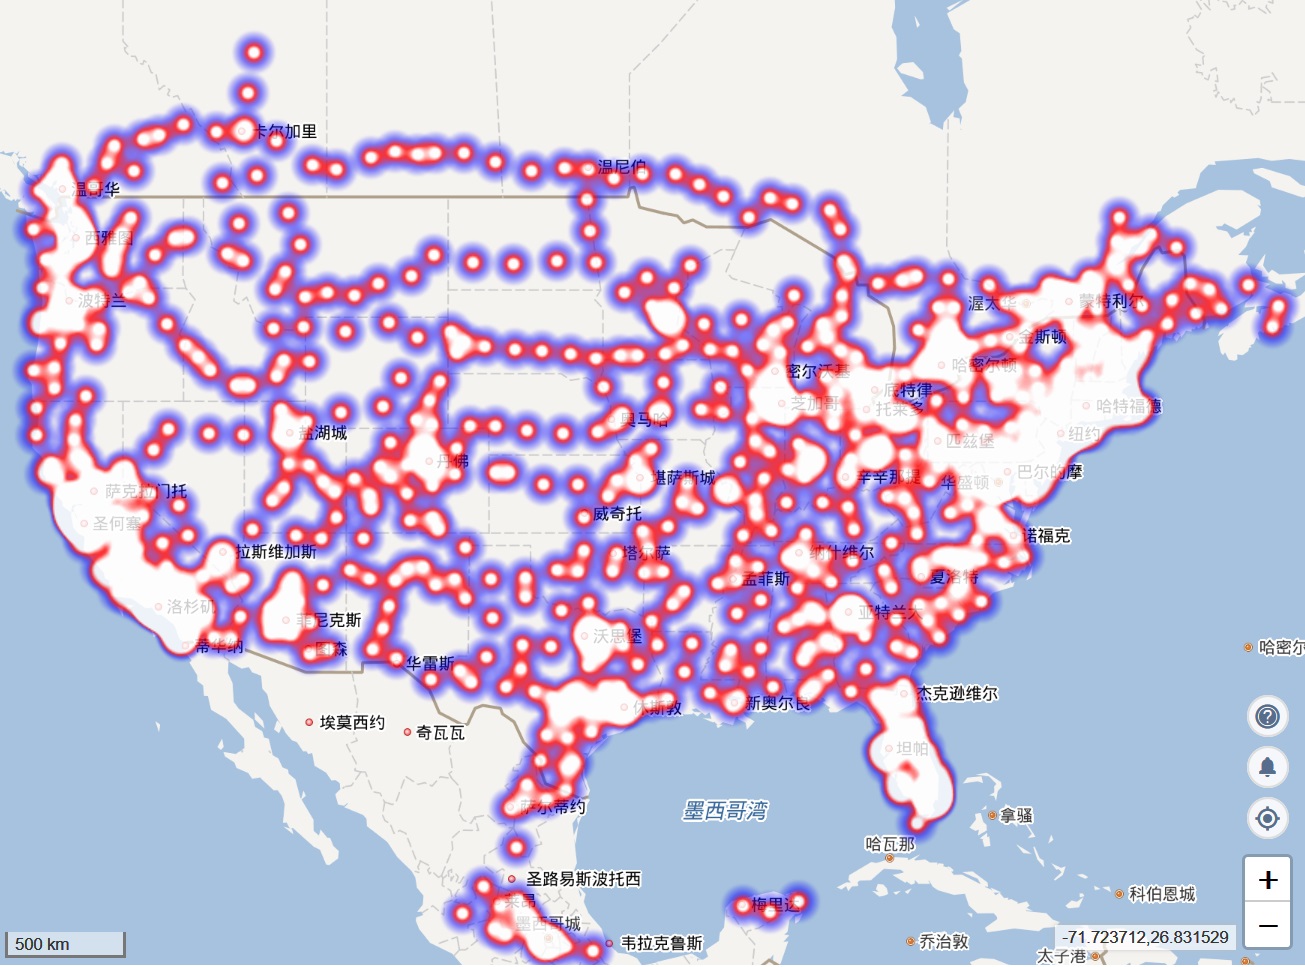 卡尔加里
温尼伯
温哥华
西雅图
波特兰
渥太华
蒙特利尔
金斯顿
哈密尔顿
密尔沃基
底特律
芝加哥
托莱多
哈特福德
奥马哈
盐湖城
纽约
匹兹堡
丹佛
巴尔的摩
堪萨斯城
辛辛那提
华盛顿
萨克拉门托
威奇托
圣何塞
诺福克
拉斯维加斯
塔尔萨
纳什维尔
孟菲斯
夏洛特
洛杉矶
亚特兰大
菲尼克斯
沃思堡
蒂华纳
图森
哈密尔
华雷斯
杰克逊维尔
休斯敦
新奥尔良
埃莫西约
奇瓦瓦
坦帕
萨尔蒂约
墨西哥湾
拿骚
哈瓦那
圣路易斯波托西
科伯恩城
莱昂
梅里达
墨西哥城
韦拉克鲁斯
乔治敦
太子港
500 km
-71.723712,26.831529
+
−